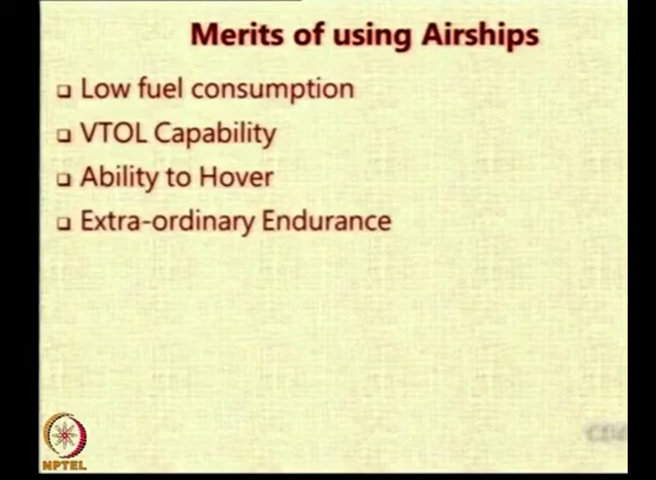 Merits of using Airships
Low fuel consumption
VTOL Capability
Ability to Hover
Extra-ordinary Endurance
NPTEL